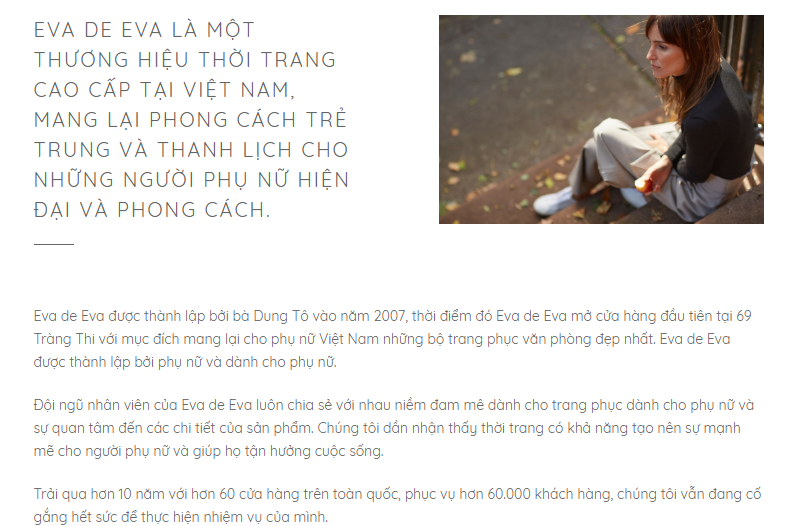 EVA DE EVA LÀ MỘT
THƯƠNG HIỆU THỜI TRANG
CAO CẤP TẠI VIỆT NAM,
MANG LẠI PHONG CÁCH TRẺ
TRUNG VÀ THANH LỊCH CHO
NHỮNG NGƯỜI PHỤ NỮ HIỆN
ĐẠI VÀ PHONG CÁCH.
Eva de Eva được thành lập bởi bà Dung Tô vào năm 2007, thời điểm đó Eva de Eva mở cửa hàng đầu tiên tại 69
Tràng Thi với mục đích mang lại cho phụ nữ Việt Nam những bộ trang phục văn phòng đẹp nhất. Eva de Eva
được thành lập bởi phụ nữ và dành cho phụ nữ.
Đội ngũ nhân viên của Eva de Eva luôn chia sẻ với nhau niềm đam mê dành cho trang phục dành cho phụ nữ và
sự quan tâm đến các chi tiết của sản phẩm. Chúng tôi dần nhận thấy thời trang có khả năng tạo nên sự mạnh
mẽ cho người phụ nữ và giúp họ tận hưởng cuộc sống.
Trải qua hơn 10 năm với hơn 60 cửa hàng trên toàn quốc, phục vụ hơn 60.000 khách hàng, chúng tôi vẫn đang cố
gắng hết sức để thực hiện nhiệm vụ của mình.